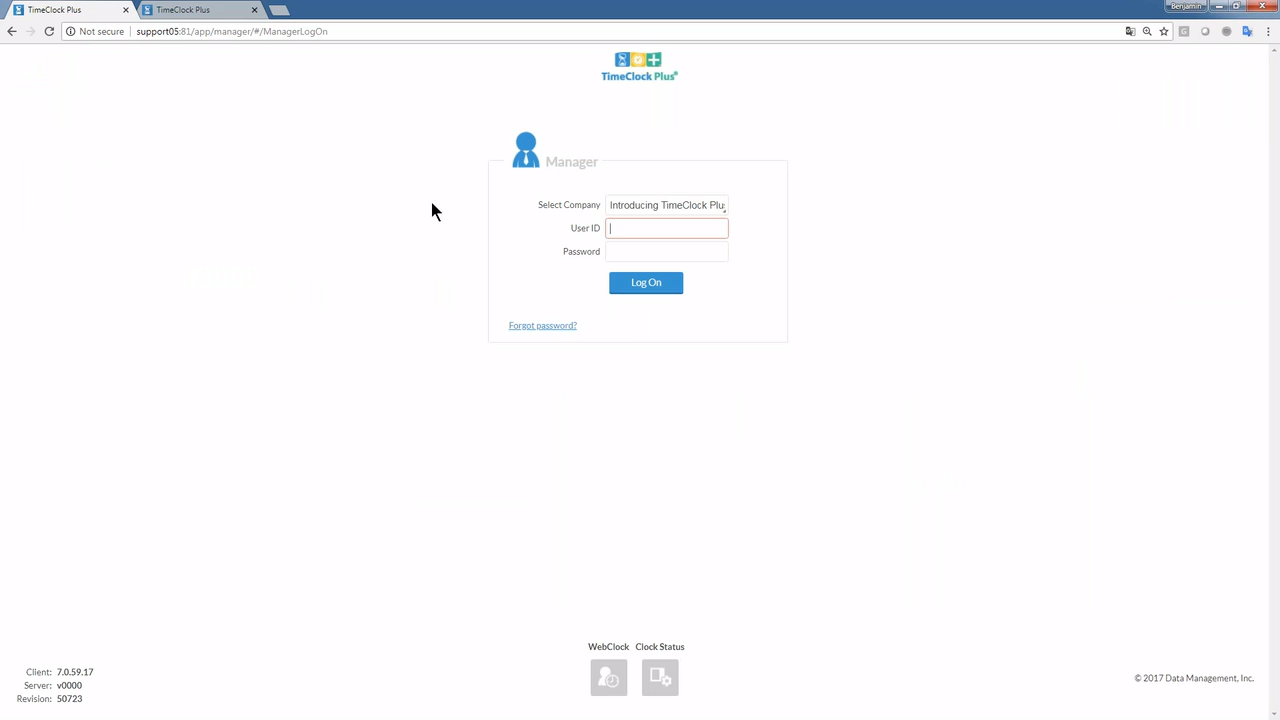 TimeClock Plus
TimeClock Plus
Benjamin
Not secure
support05:81/app/manager/#/ManagerLogOn
TimeClock Plus®
Manager
Select Company
Introducing TimeClock Plu
User ID
Password
Log On
Forgot password?
WebClock
Clock Status
Client: 7.0.59.17
Server: v0000
Revision: 50723
© 2017 Data Management, Inc.